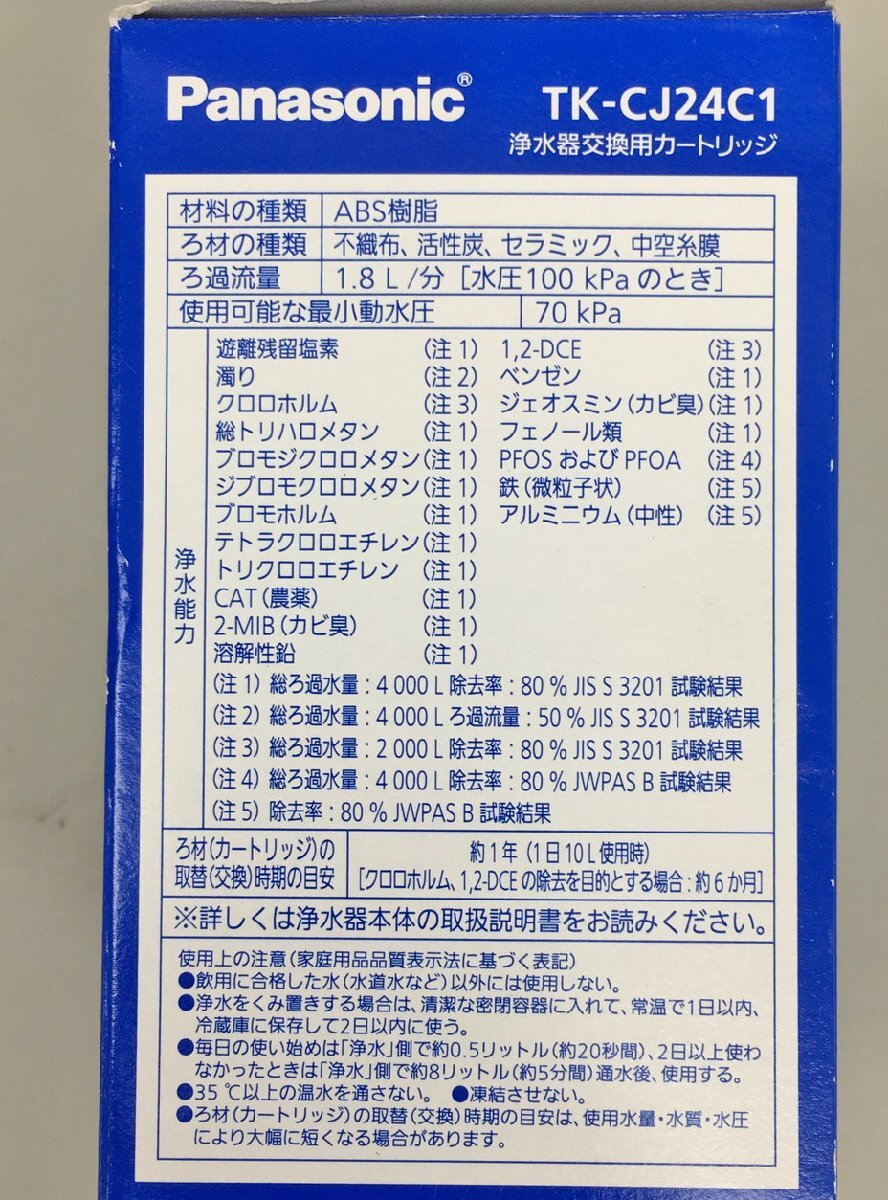 Panasonic® TK-CJ24C1
浄水器交換用カートリッジ
材料の種類 ABS樹脂
ろ材の種類 不織布、活性炭、セラミック、中空糸膜
ろ過流量 1.8 L /分 [水圧100 kPa のとき]
使用可能な最小動水圧 70 kPa
浄水能力
遊離残留塩素 (注 1) 1,2-DCE (注 3)
濁り (注 2) ベンゼン (注 1)
クロロホルム (注 3) ジェオスミン(カビ臭) (注 1)
総トリハロメタン (注 1) フェノール類 (注 1)
ブロモジクロロメタン(注 1) PFOS および PFOA (注 4)
ジブロモクロロメタン(注 1) 鉄(微粒子状) (注 5)
ブロモホルム (注 1) アルミニウム(中性) (注 5)
テトラクロロエチレン(注 1)
トリクロロエチレン (注 1)
CAT(農薬) (注 1)
2-MIB(カビ臭) (注 1)
溶解性鉛 (注 1)
(注 1) 総ろ過水量 : 4 000 L 除去率 : 80 % JIS S 3201 試験結果
(注 2) 総ろ過水量 : 4 000 L ろ過流量 : 50 % JIS S 3201 試験結果
(注 3) 総ろ過水量 : 2 000 L 除去率 : 80 % JIS S 3201 試験結果
(注 4) 総ろ過水量 : 4 000 L 除去率 : 80 % JWPAS B 試験結果
(注 5) 除去率 : 80 % JWPAS B 試験結果
ろ材(カートリッジ)の 約1年 (1日10L使用時)
取替(交換)時期の目安 [クロロホルム、1,2-DCEの除去を目的とする場合:約6か月]
※詳しくは浄水器本体の取扱説明書をお読みください。
使用上の注意(家庭用品品質表示法に基づく表記)
●飲用に合格した水(水道水など)以外には使用しない。
●浄水をくみ置きする場合は、清潔な密閉容器に入れて、常温で1日以内、
冷蔵庫に保存して2日以内に使う。
●毎日の使い始めは「浄水」側で約0.5リットル(約20秒間)、2日以上使わ
なかったときは「浄水」側で約8リットル(約5分間)通水後、使用する。
●35 ℃以上の温水を通さない。 ●凍結させない。
●ろ材(カートリッジ)の取替(交換)時期の目安は、使用水量・水質・水圧
により大幅に短くなる場合があります。